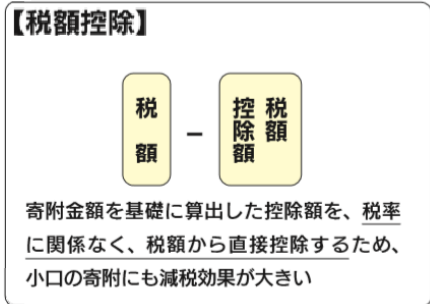 【税額控除】
税額
－
税額控除額
寄附金額を基礎に算出した控除額を、税率
に関係なく、税額から直接控除するため、
小口の寄附にも減税効果が大きい